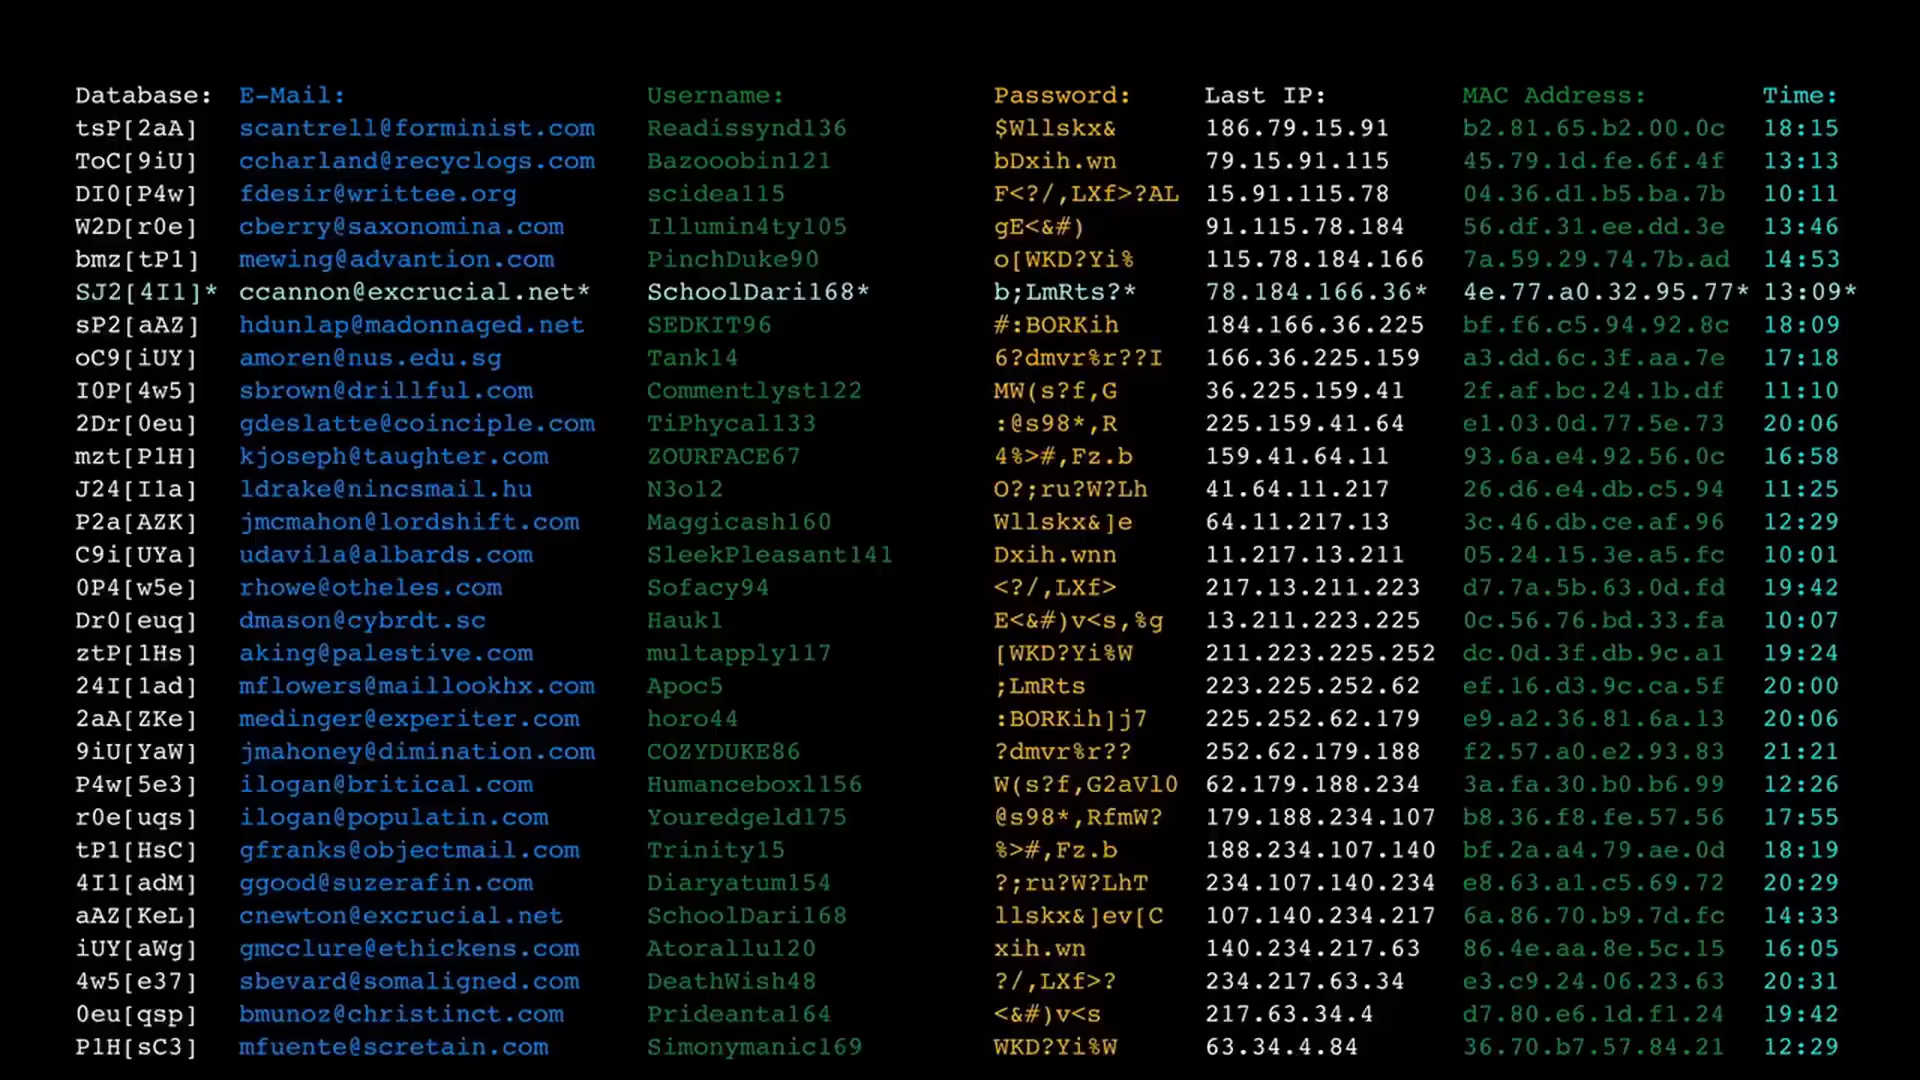 Database: E-Mail: Username: Password: Last IP: MAC Address: Time:
tsP[2aA] scantrell@forminist.com Readissynd136 $Wllskx& 186.79.15.91 b2.81.65.b2.00.0c 18:15
ToC[9iU] ccharland@recyclogs.com Bazooobin121 bDxih.wn 79.15.91.115 45.79.1d.fe.6f.4f 13:13
DI0[P4w] fdesir@writtee.org scidea115 F<?/,LXf>?AL 15.91.115.78 04.36.d1.b5.ba.7b 10:11
W2D[r0e] cberry@saxonomina.com Illumin4ty105 gE<&#) 91.115.78.184 56.df.31.ee.dd.3e 13:46
bmz[tP1] mewing@advantion.com PinchDuke90 o[WKD?Yi% 115.78.184.166 7a.59.29.74.7b.ad 14:53
SJ2[4I1]* ccannon@excrucial.net* SchoolDari168* b;LmRts?* 78.184.166.36* 4e.77.a0.32.95.77* 13:09*
sP2[aAZ] hdunlap@madonnaged.net SEDKIT96 #:BORKih 184.166.36.225 bf.f6.c5.94.92.8c 18:09
oC9[iUY] amoren@nus.edu.sg Tank14 6?dmvr%r??I 166.36.225.159 a3.dd.6c.3f.aa.7e 17:18
I0P[4w5] sbrown@drillful.com Commentlyst122 MW(s?f,G 36.225.159.41 2f.af.bc.24.1b.df 11:10
2Dr[0eu] gdeslatte@coinciple.com TiPhycal133 :@s98*,R 225.159.41.64 e1.03.0d.77.5e.73 20:06
mzt[P1H] kjoseph@taughter.com ZOURFACE67 4%>#,Fz.b 159.41.64.11 93.6a.e4.92.56.0c 16:58
J24[I1a] ldrake@nincsmail.hu N3o12 O?;ru?W?Lh 41.64.11.217 26.d6.e4.db.c5.94 11:25
P2a[AZK] jmcmahon@lordshift.com Maggicash160 Wllskx&]e 64.11.217.13 3c.46.db.ce.af.96 12:29
C9i[UYa] udavila@albards.com SleekPleasant141 Dxih.wnn 11.217.13.211 05.24.15.3e.a5.fc 10:01
0P4[w5e] rhowe@otheles.com Sofacy94 <?/,LXf> 217.13.211.223 d7.7a.5b.63.0d.fd 19:42
Dr0[euq] dmason@cybrdt.sc Hauk1 E<&#)v<s,%g 13.211.223.225 0c.56.76.bd.33.fa 10:07
ztP[1Hs] aking@palestive.com multapply117 [WKD?Yi%W 211.223.225.252 dc.0d.3f.db.9c.a1 19:24
24I[1ad] mflowers@maillookhx.com Apoc5 ;LmRts 223.225.252.62 ef.16.d3.9c.ca.5f 20:00
2aA[ZKe] medinger@experiter.com horo44 :BORKih]j7 225.252.62.179 e9.a2.36.81.6a.13 20:06
9iU[YaW] jmahoney@dimination.com COZYDUKE86 ?dmvr%r?? 252.62.179.188 f2.57.a0.e2.93.83 21:21
P4w[5e3] ilogan@britical.com Humanceboxl156 W(s?f,G2aVl0 62.179.188.234 3a.fa.30.b0.b6.99 12:26
r0e[uqs] ilogan@populatin.com Youredgeld175 @s98*,RfmW? 179.188.234.107 b8.36.f8.fe.57.56 17:55
tP1[HsC] gfranks@objectmail.com Trinity15 %>#,Fz.b 188.234.107.140 bf.2a.a4.79.ae.0d 18:19
4I1[adM] ggood@suzerafin.com Diaryatum154 ?;ru?W?LhT 234.107.140.234 e8.63.a1.c5.69.72 20:29
aAZ[KeL] cnewton@excrucial.net SchoolDari168 llskx&]ev[C 107.140.234.217 6a.86.70.b9.7d.fc 14:33
iUY[aWg] gmcclure@ethickens.com Atorallu120 xih.wn 140.234.217.63 86.4e.aa.8e.5c.15 16:05
4w5[e37] sbevard@somaligned.com DeathWish48 ?/,LXf>? 234.217.63.34 e3.c9.24.06.23.63 20:31
0eu[qsp] bmunoz@christinct.com Prideanta164 <&#)v<s 217.63.34.4 d7.80.e6.1d.f1.24 19:42
P1H[sC3] mfuente@scretain.com Simonymanic169 WKD?Yi%W 63.34.4.84 36.70.b7.57.84.21 12:29